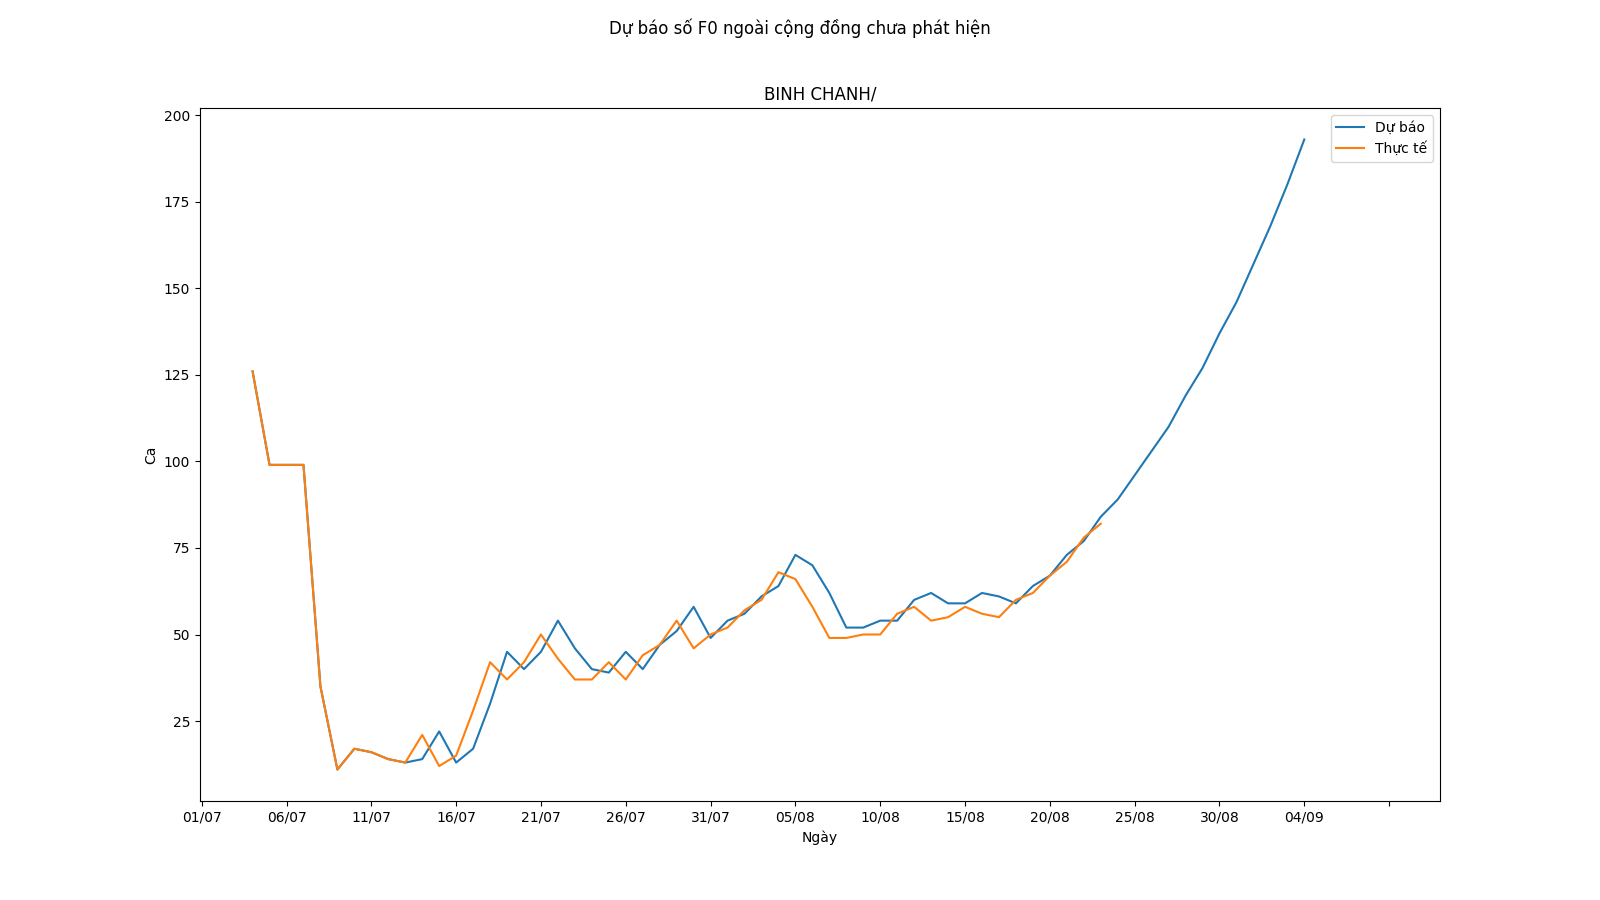 Dự báo số F0 ngoài cộng đồng chưa phát hiện
BINH CHANH/
200
175
150
125
100
75
50
25
Ca
Dự báo
Thực tế
01/07 06/07 11/07 16/07 21/07 26/07 31/07 05/08 10/08 15/08 20/08 25/08 30/08 04/09
Ngày